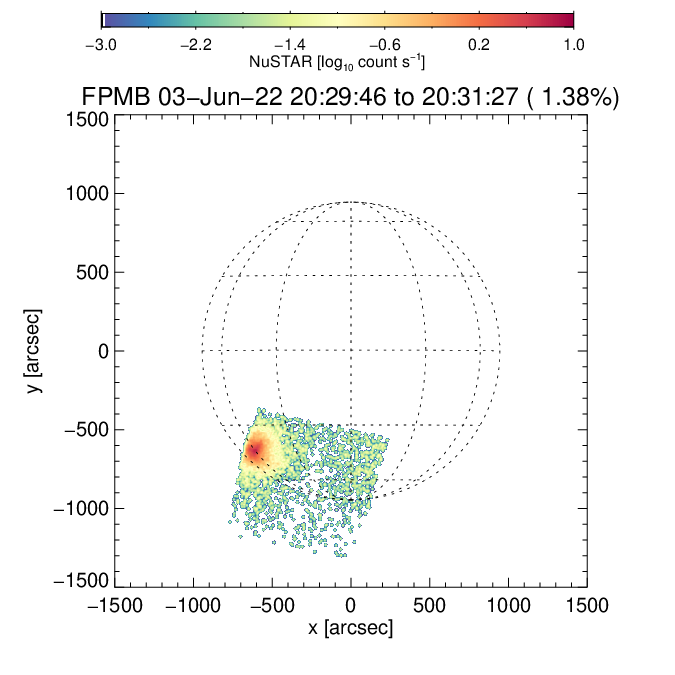 −3.0 −2.2 −1.4 −0.6 0.2 1.0
NuSTAR [log₁₀ count s⁻¹]
FPMB 03−Jun−22 20:29:46 to 20:31:27 ( 1.38%)
1500
1000
500
0
−500
−1000
−1500
y [arcsec]
−1500 −1000 −500 0 500 1000 1500
x [arcsec]